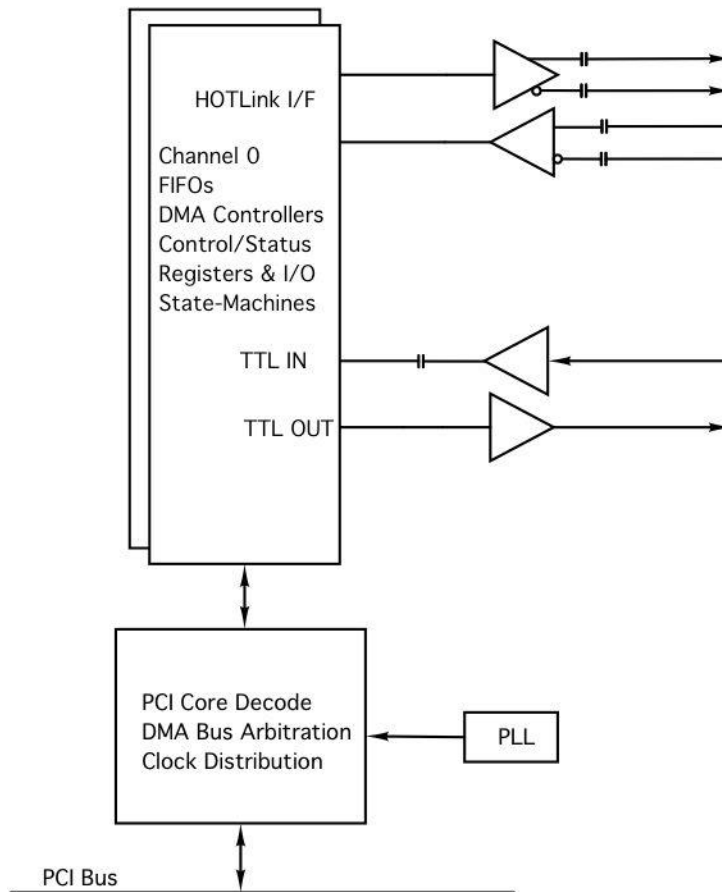 HOTLink I/F
Channel 0
FIFOs
DMA Controllers
Control/Status
Registers & I/O
State-Machines
TTL IN
TTL OUT
PCI Core Decode
DMA Bus Arbitration
Clock Distribution
PLL
PCI Bus